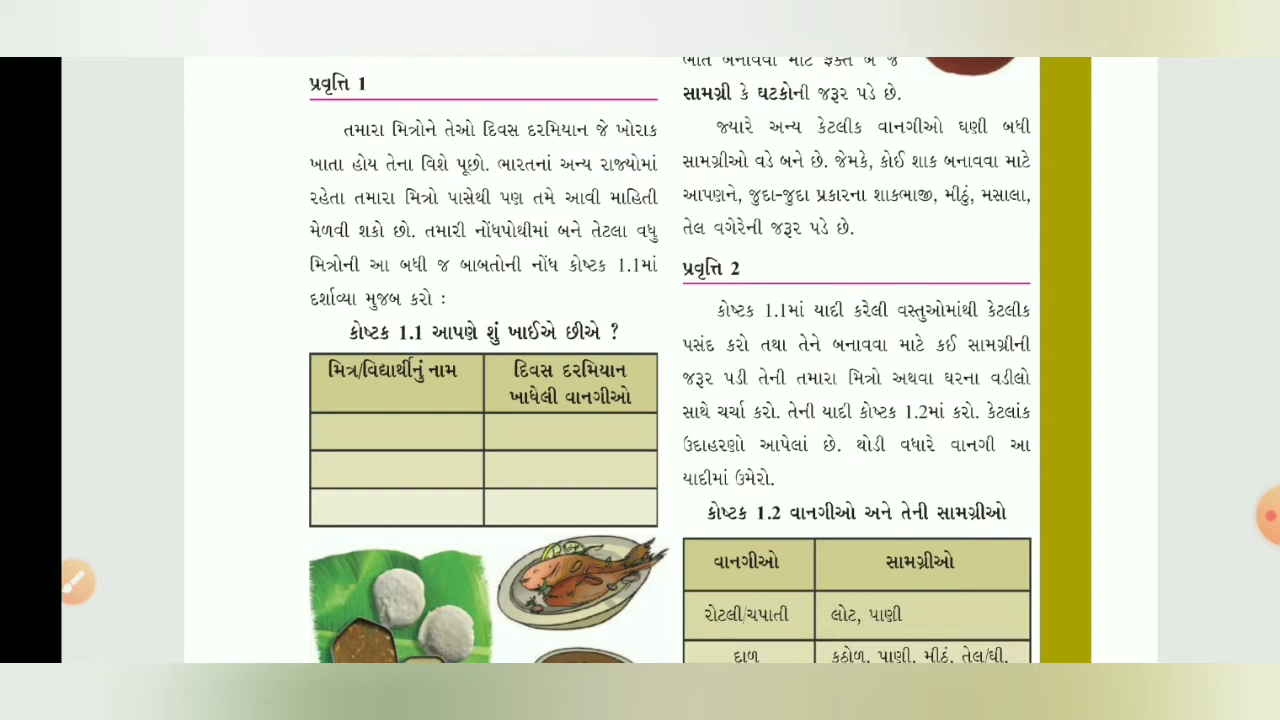 પ્રવૃત્તિ 1
તમારા મિત્રોને તેઓ દિવસ દરમિયાન જે ખોરાક
ખાતા હોય તેના વિશે પૂછો. ભારતનાં અન્ય રાજ્યોમાં
રહેતા તમારા મિત્રો પાસેથી પણ તમે આવી માહિતી
મેળવી શકો છો. તમારી નોંધપોથીમાં બને તેટલા વધુ
મિત્રોની આ બધી જ બાબતોની નોંધ કોષ્ટક 1.1માં
દર્શાવ્યા મુજબ કરો :
કોષ્ટક 1.1 આપણે શું ખાઈએ છીએ ?
મિત્ર/વિદ્યાર્થીનું નામ
દિવસ દરમિયાન
ખાધેલી વાનગીઓ
ભાત બનાવવા માટે ફક્ત બે જ
સામગ્રી કે ઘટકોની જરૂર પડે છે.
જ્યારે અન્ય કેટલીક વાનગીઓ ઘણી બધી
સામગ્રીઓ વડે બને છે. જેમકે, કોઈ શાક બનાવવા માટે
આપણને, જુદા-જુદા પ્રકારના શાકભાજી, મીઠું, મસાલા,
તેલ વગેરેની જરૂર પડે છે.
પ્રવૃત્તિ 2
કોષ્ટક 1.1માં યાદી કરેલી વસ્તુઓમાંથી કેટલીક
પસંદ કરો તથા તેને બનાવવા માટે કઈ સામગ્રીની
જરૂર પડી તેની તમારા મિત્રો અથવા ઘરના વડીલો
સાથે ચર્ચા કરો. તેની યાદી કોષ્ટક 1.2માં કરો. કેટલાંક
ઉદાહરણો આપેલાં છે. થોડી વધારે વાનગી આ
યાદીમાં ઉમેરો.
કોષ્ટક 1.2 વાનગીઓ અને તેની સામગ્રીઓ
વાનગીઓ સામગ્રીઓ
રોટલી/ચપાતી લોટ, પાણી
દાળ કઠોળ, પાણી, મીઠું, તેલ/ઘી,